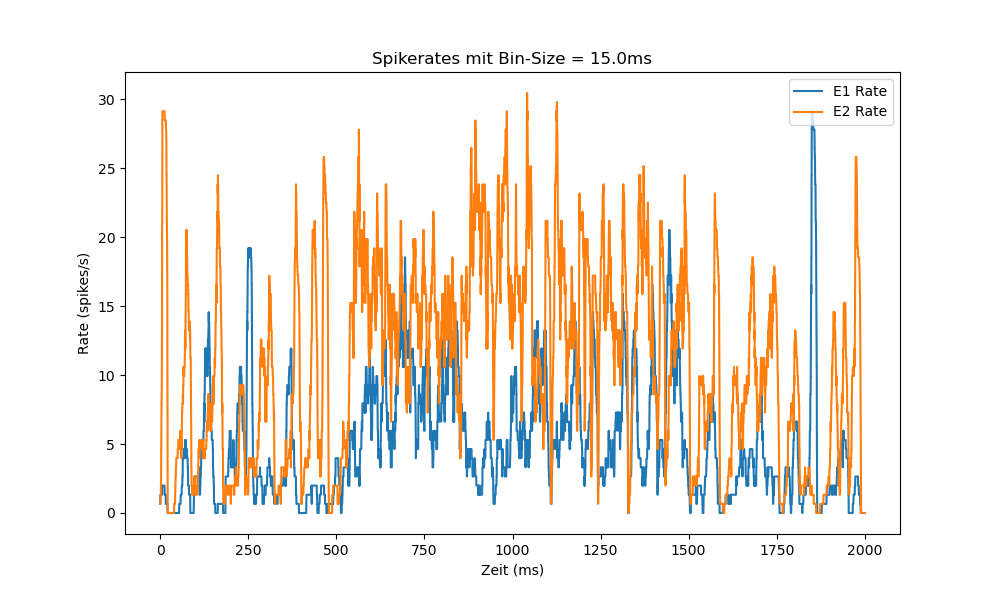 Spikerates mit Bin-Size = 15.0ms
E1 Rate
E2 Rate
Rate (spikes/s)
30
25
20
15
10
5
0
0 250 500 750 1000 1250 1500 1750 2000
Zeit (ms)